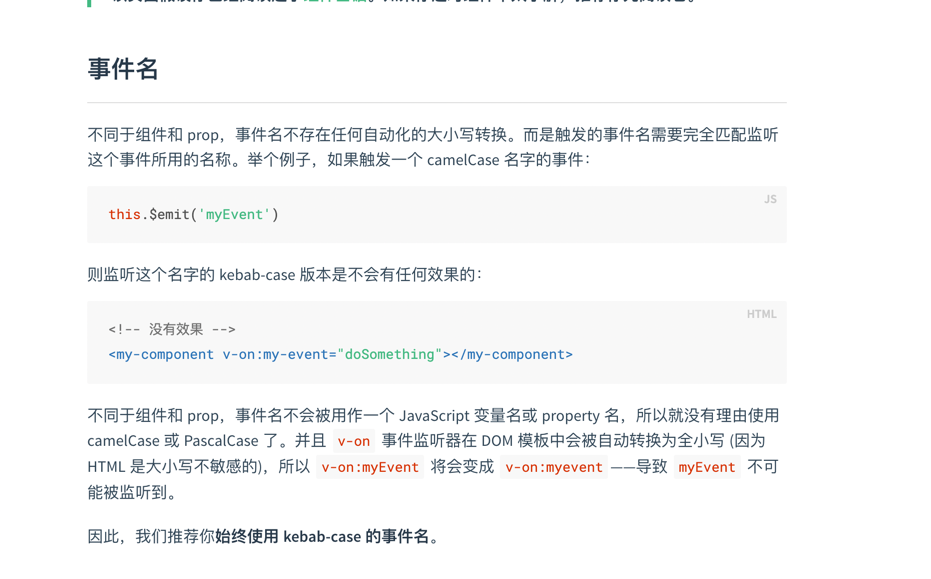 事件名
不同于组件和 prop，事件名不存在任何自动化的大小写转换。而是触发的事件名需要完全匹配监听
这个事件所用的名称。举个例子，如果触发一个 camelCase 名字的事件：
JS
this.$emit('myEvent')
则监听这个名字的 kebab-case 版本是不会有任何效果的：
HTML
<!-- 没有效果 -->
<my-component v-on:my-event="doSomething"></my-component>
不同于组件和 prop，事件名不会被用作一个 JavaScript 变量名或 property 名，所以就没有理由使用
camelCase 或 PascalCase 了。并且 v-on 事件监听器在 DOM 模板中会被自动转换为全小写 (因为
HTML 是大小写不敏感的)，所以 v-on:myEvent 将会变成 v-on:myevent——导致 myEvent 不可
能被监听到。
因此，我们推荐你始终使用 kebab-case 的事件名。